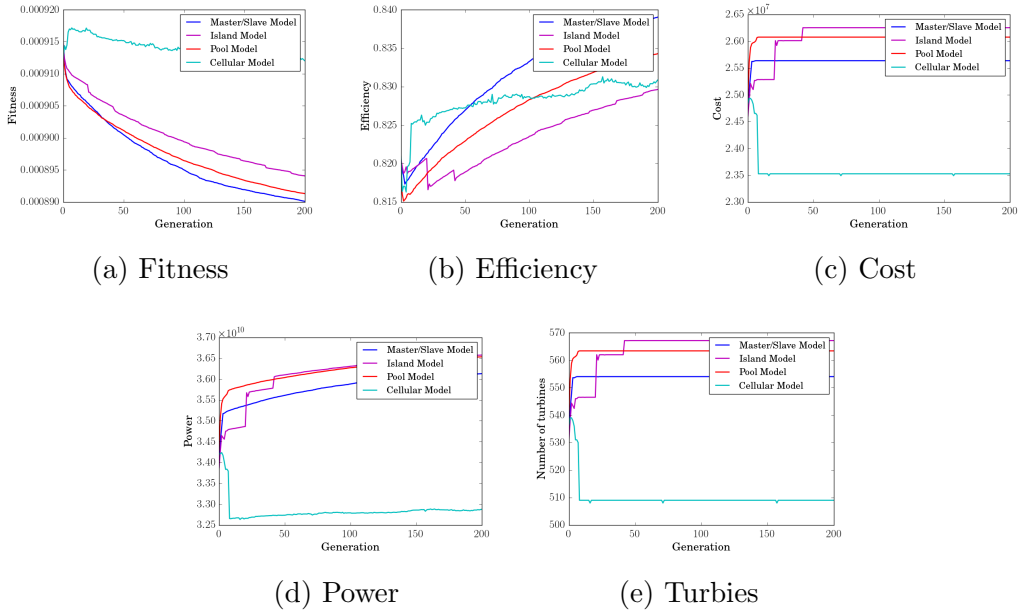 0.000920
0.000915
0.000910
0.000905
0.000900
0.000895
0.000890
Fitness
0 50 100 150 200
Generation
Master/Slave Model
Island Model
Pool Model
Cellular Model
(a) Fitness
0.840
0.835
0.830
0.825
0.820
0.815
Efficiency
0 50 100 150 200
Generation
Master/Slave Model
Island Model
Pool Model
Cellular Model
(b) Efficiency
2.65 ×10⁷
2.60
2.55
2.50
2.45
2.40
2.35
2.30
Cost
0 50 100 150 200
Generation
Master/Slave Model
Island Model
Pool Model
Cellular Model
(c) Cost
3.70 ×10¹⁰
3.65
3.60
3.55
3.50
3.45
3.40
3.35
3.30
3.25
Power
0 50 100 150 200
Generation
Master/Slave Model
Island Model
Pool Model
Cellular Model
(d) Power
570
560
550
540
530
520
510
500
Number of turbines
0 50 100 150 200
Generation
Master/Slave Model
Island Model
Pool Model
Cellular Model
(e) Turbies